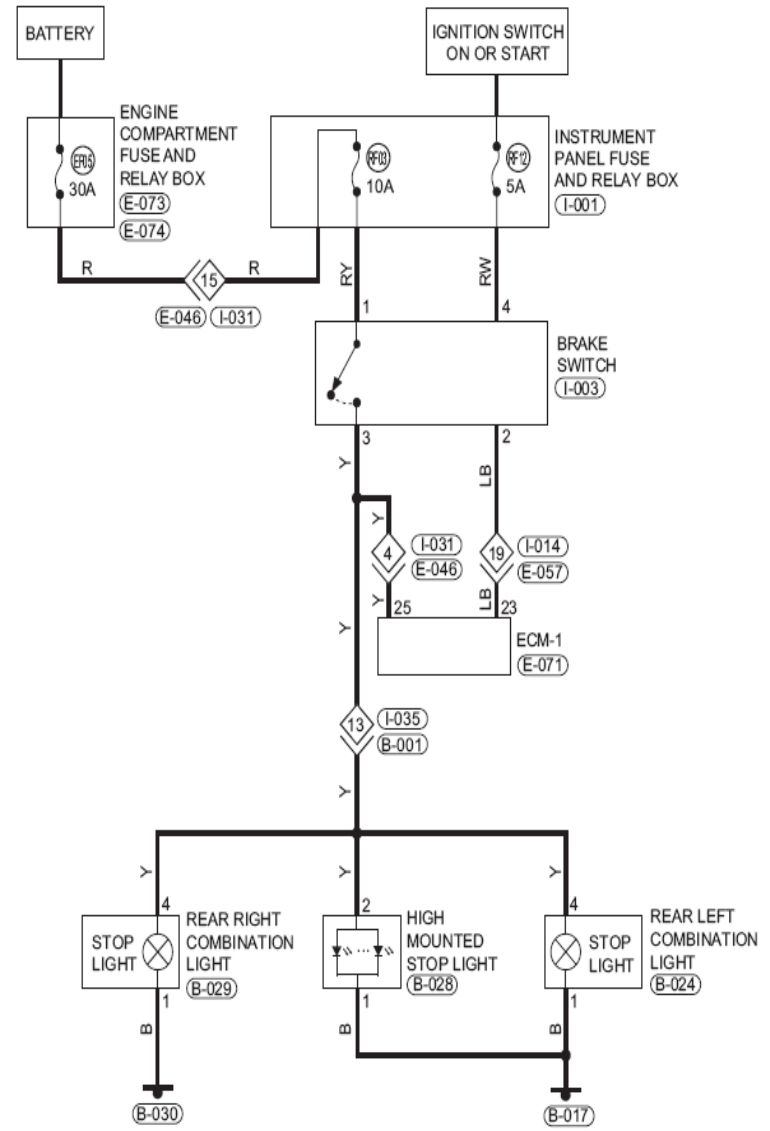 BATTERY
IGNITION SWITCH
ON OR START
ENGINE
COMPARTMENT
FUSE AND
RELAY BOX
E-073
E-074
EF05
30A
RF03
10A
RF12
5A
INSTRUMENT
PANEL FUSE
AND RELAY BOX
I-001
R
15
R
E-046
I-031
RY
RW
1
4
BRAKE
SWITCH
I-003
3
2
Y
LB
Y
4
I-031
E-046
19
I-014
E-057
Y
25
LB
23
Y
ECM-1
E-071
13
I-035
B-001
Y
Y
Y
Y
4
2
4
STOP
LIGHT
REAR RIGHT
COMBINATION
LIGHT
B-029
HIGH
MOUNTED
STOP LIGHT
B-028
STOP
LIGHT
REAR LEFT
COMBINATION
LIGHT
B-024
1
1
1
B
B
B
B-030
B-017